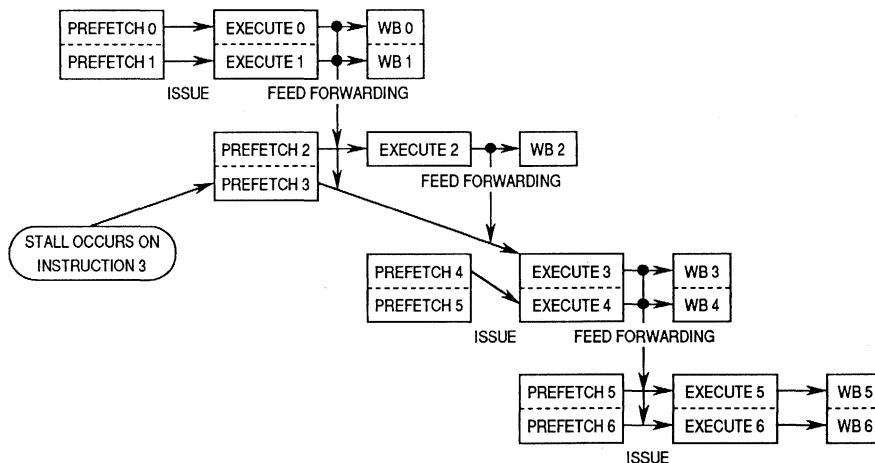 PREFETCH 0
EXECUTE 0
WB 0
PREFETCH 1
EXECUTE 1
WB 1
ISSUE
FEED FORWARDING
PREFETCH 2
EXECUTE 2
WB 2
PREFETCH 3
FEED FORWARDING
STALL OCCURS ON
INSTRUCTION 3
PREFETCH 4
EXECUTE 3
WB 3
PREFETCH 5
EXECUTE 4
WB 4
ISSUE
FEED FORWARDING
PREFETCH 5
EXECUTE 5
WB 5
PREFETCH 6
EXECUTE 6
WB 6
ISSUE